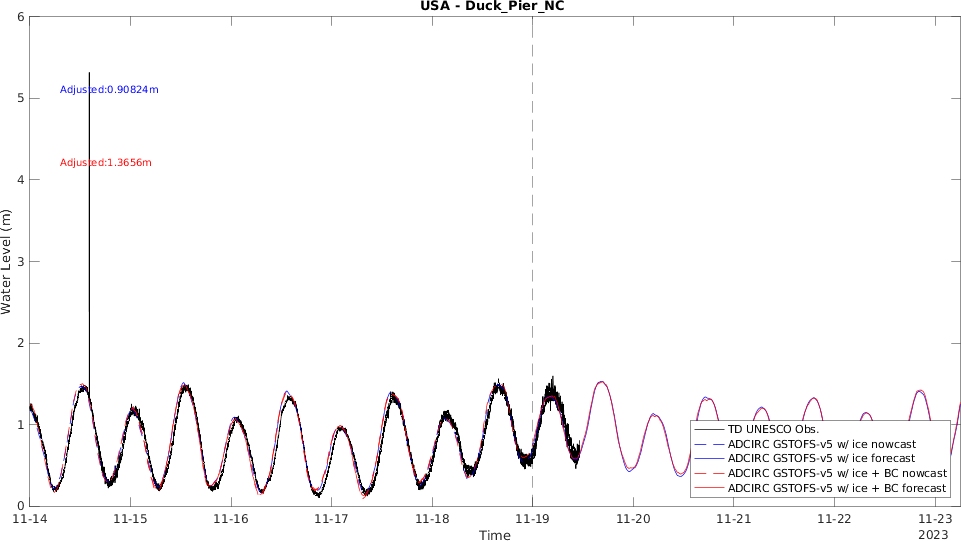 USA - Duck_Pier_NC
6
5
4
3
2
1
0
Water Level (m)
Adjusted:0.90824m
Adjusted:1.3656m
TD UNESCO Obs.
ADCIRC GSTOFS-v5 w/ ice nowcast
ADCIRC GSTOFS-v5 w/ ice forecast
ADCIRC GSTOFS-v5 w/ ice + BC nowcast
ADCIRC GSTOFS-v5 w/ ice + BC forecast
11-14 11-15 11-16 11-17 11-18 11-19 11-20 11-21 11-22 11-23
2023
Time